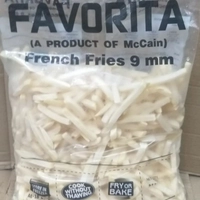 FAVORITA
(A PRODUCT OF McCain)
French Fries 9 mm
COOK
WITHOUT
THAWING
FRY OR
BAKE